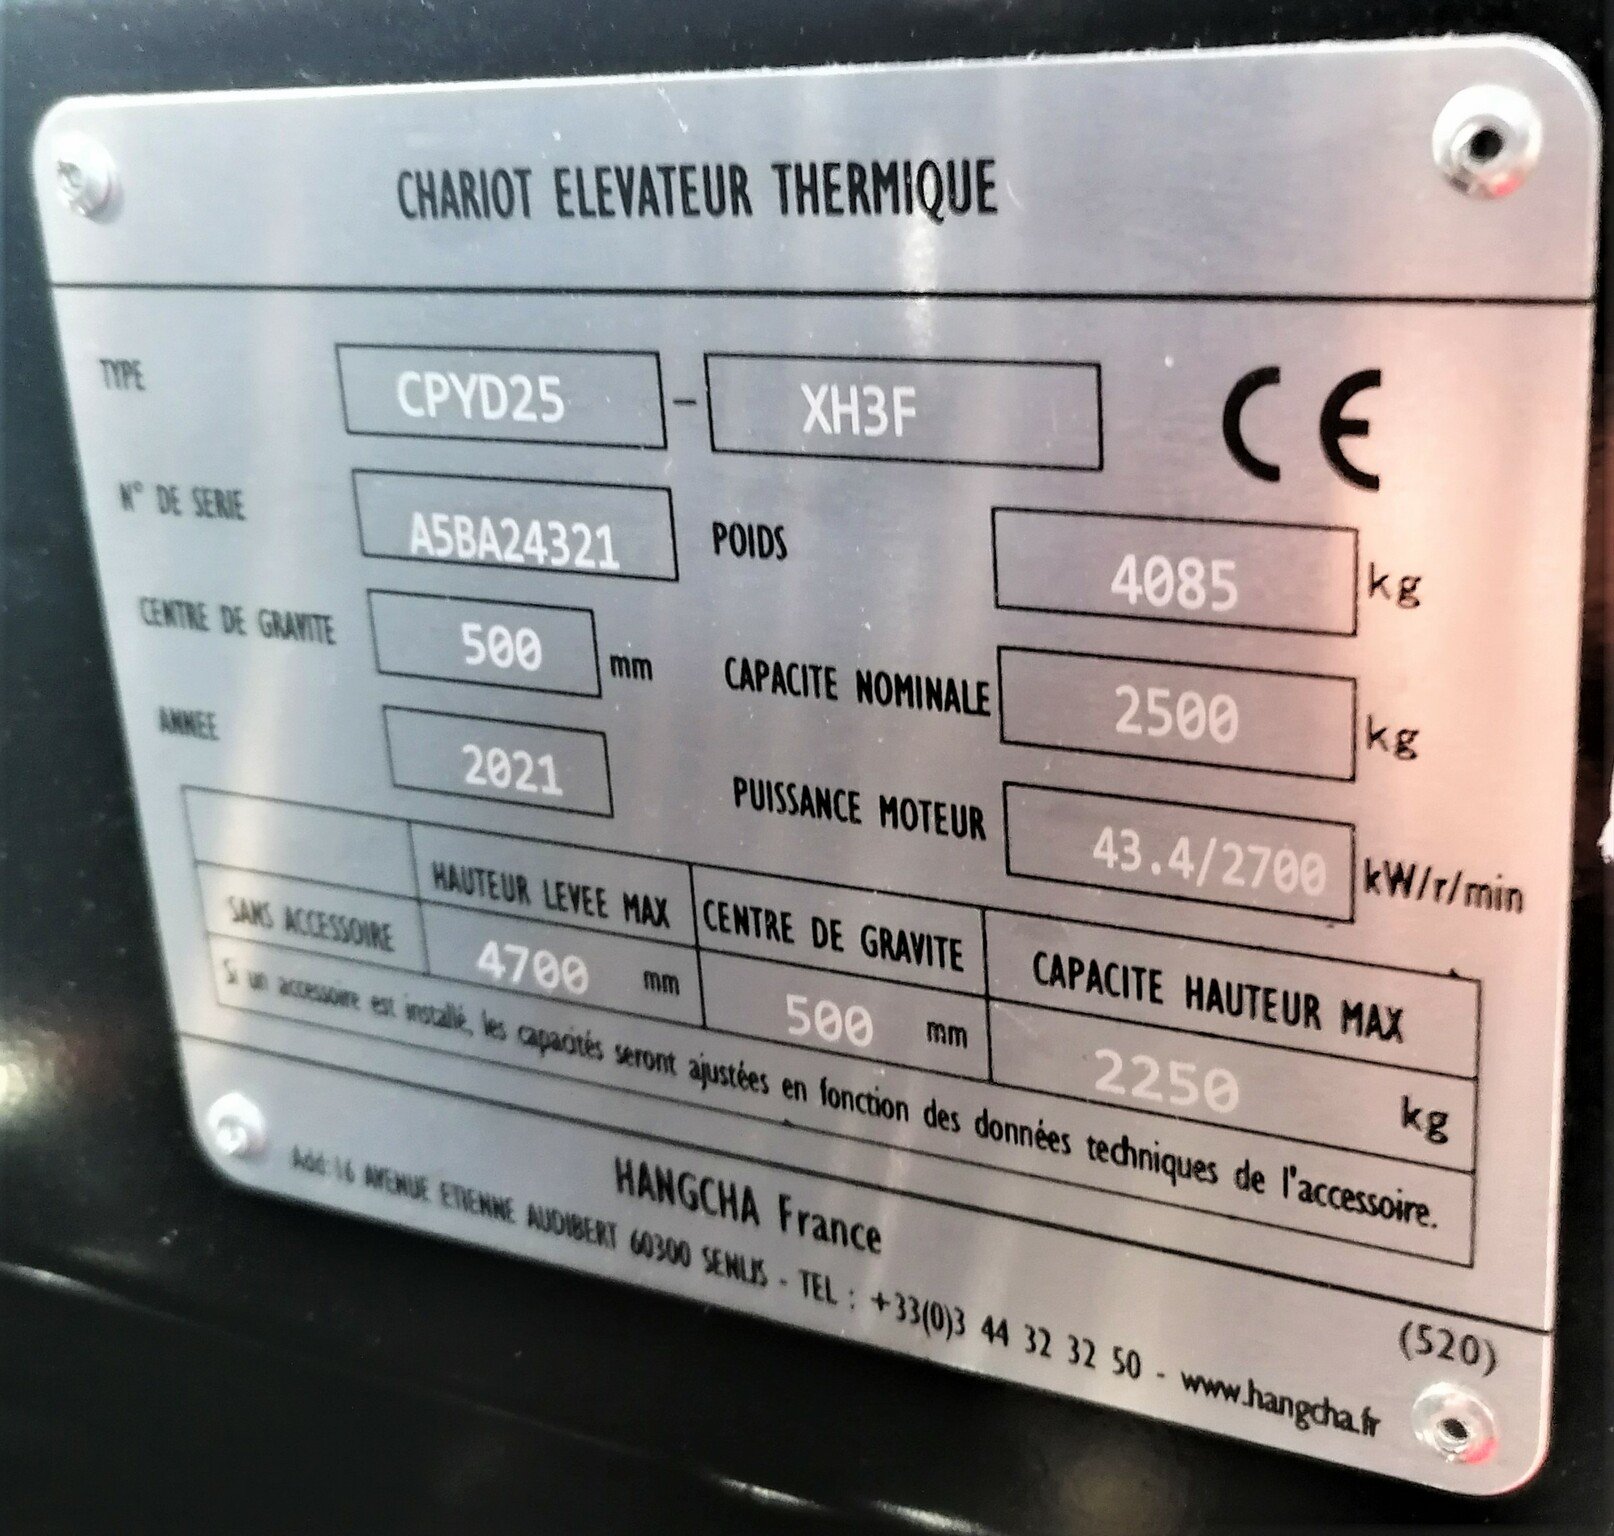 CHARIOT ELEVATEUR THERMIQUE
TYPE CPYD25 - XH3F CE
N° DE SERIE A5BA24321 POIDS 4085 kg
CENTRE DE GRAVITE 500 mm CAPACITE NOMINALE 2500 kg
ANNEE 2021 PUISSANCE MOTEUR 43.4/2700 kW/r/min
HAUTEUR LEVEE MAX CENTRE DE GRAVITE CAPACITE HAUTEUR MAX
SANS ACCESSOIRE 4700 mm 500 mm 2250 kg
Si un accessoire est installé, les capacités seront ajustées en fonction des données techniques de l'accessoire.
HANGCHA France (520)
Add:16 AVENUE ETIENNE AUDIBERT 60300 SENLIS - TEL : +33(0)3 44 32 32 50 - www.hangcha.fr